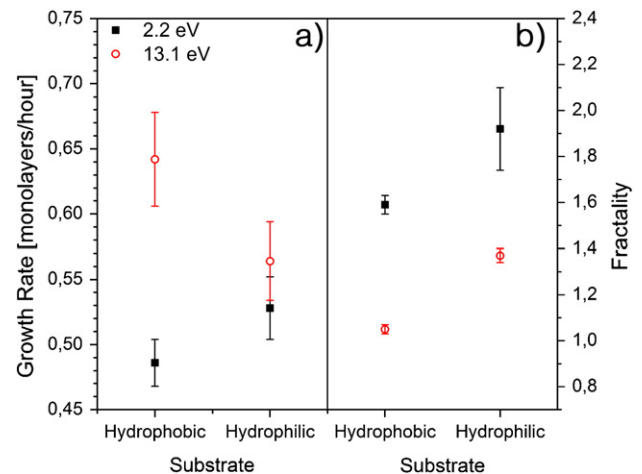 2.2 eV
13.1 eV
a)
b)
Growth Rate [monolayers/hour]
0,75
0,70
0,65
0,60
0,55
0,50
0,45
2,4
2,2
2,0
1,8
1,6
1,4
1,2
1,0
0,8
Fractality
Hydrophobic Hydrophilic Hydrophobic Hydrophilic
Substrate Substrate